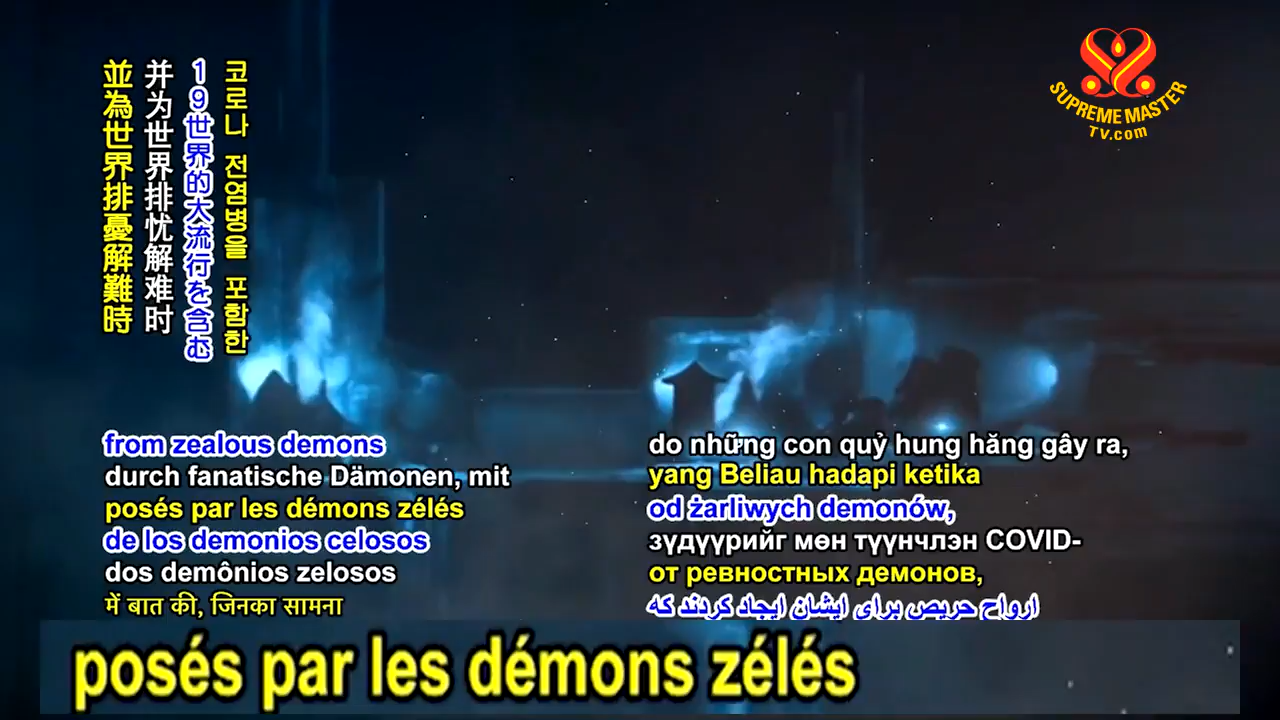 並為世界排憂解難時
并为世界排忧解难时
19世界的大流行を含む
코로나 전염병을 포함한
SUPREME MASTER
TV.com
from zealous demons
durch fanatische Dämonen, mit
posés par les démons zélés
de los demonios celosos
dos demônios zelosos
में बात की, जिनका सामना
do những con quỷ hung hăng gây ra,
yang Beliau hadapi ketika
od żarliwych demonów,
зүдүүрийг мөн түүнчлэн COVID-
от ревностных демонов,
ارواح حریص برای ایشان ایجاد کردند که
posés par les démons zélés